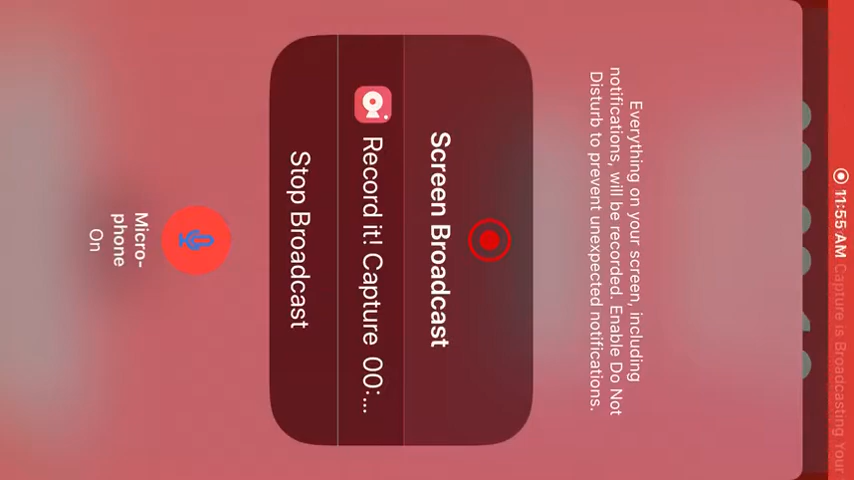 11:55 AM Capture is Broadcasting Your
Everything on your screen, including
notifications, will be recorded. Enable Do Not
Disturb to prevent unexpected notifications.
Screen Broadcast
Record it! Capture 00:...
Stop Broadcast
Micro-
phone
On